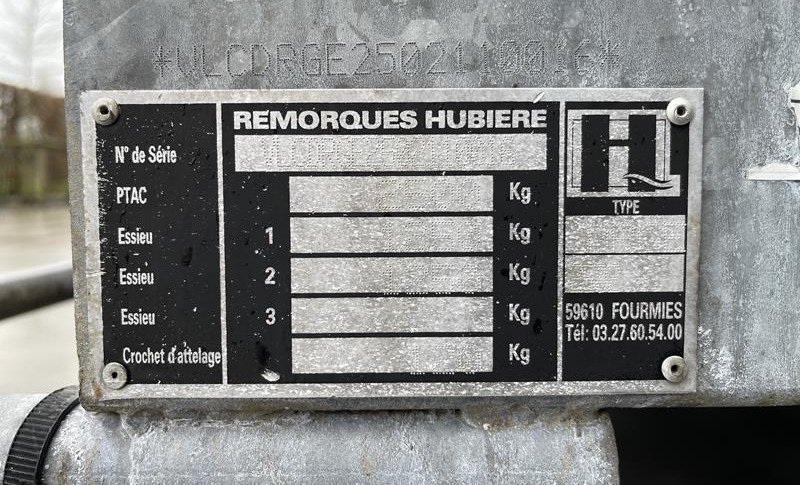 *VLCDRGE2502110016*
REMORQUES HUBIERE
N° de Série
PTAC Kg
Essieu 1 Kg
Essieu 2 Kg
Essieu 3 Kg
Crochet d'attelage Kg
HL
TYPE
59610 FOURMIES
Tél: 03.27.60.54.00